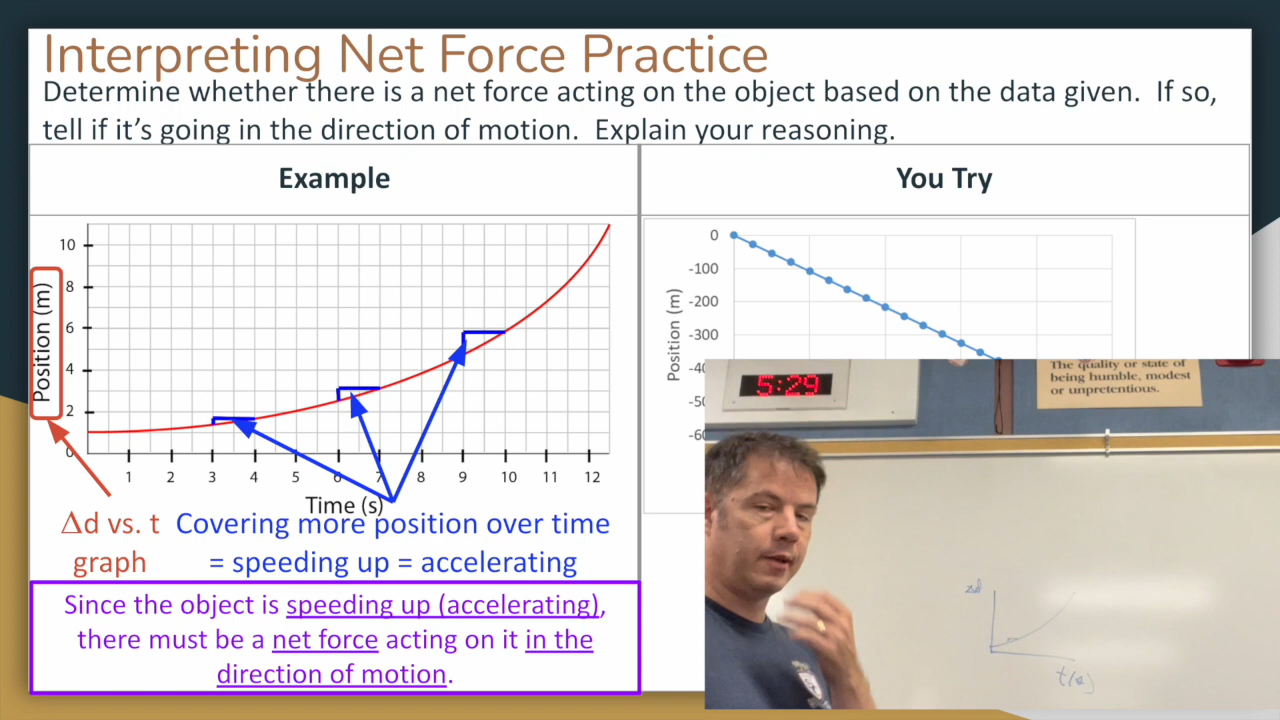 Interpreting Net Force Practice
Determine whether there is a net force acting on the object based on the data given. If so,
tell if it's going in the direction of motion. Explain your reasoning.
Example
You Try
10
8
6
4
2
0
Position (m)
1 2 3 4 5 6 7 8 9 10 11 12
Time (s)
Δd vs. t
graph
Covering more position over time
= speeding up = accelerating
Since the object is speeding up (accelerating),
there must be a net force acting on it in the
direction of motion.
0
-100
-200
-300
-40
-50
-60
Position (m)
5:29
The quality or state of
being humble, modest
or unpretentious.
t(s)